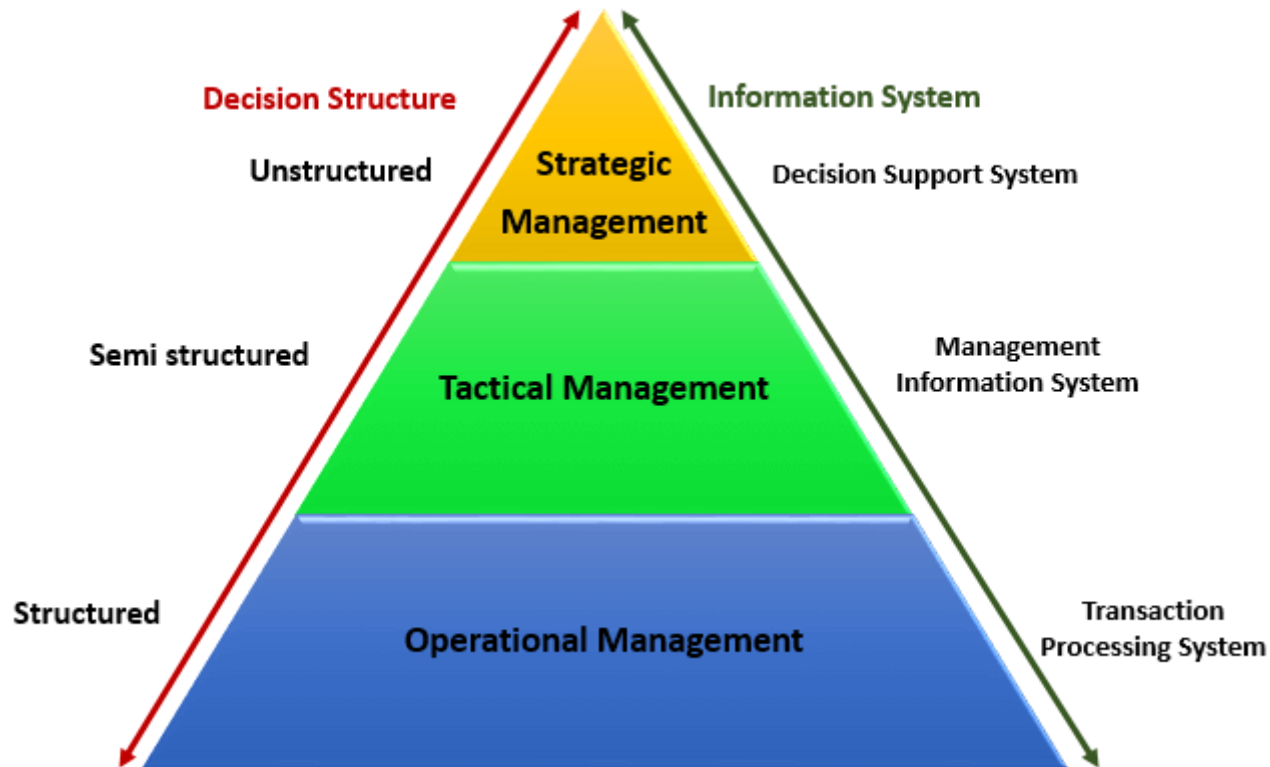 Decision Structure
Information System
Unstructured
Strategic
Management
Decision Support System
Semi structured
Tactical Management
Management
Information System
Structured
Operational Management
Transaction
Processing System